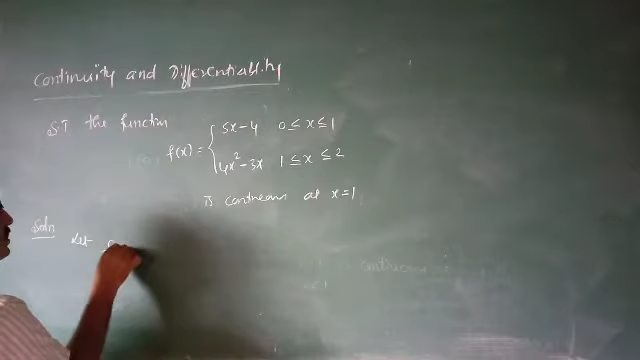 Continuity and Differentiability
S.T the function
f(x) = { 5x-4 0 ≤ x ≤ 1
4x² - 3x 1 ≤ x ≤ 2
is continuous at x=1
Soln Let